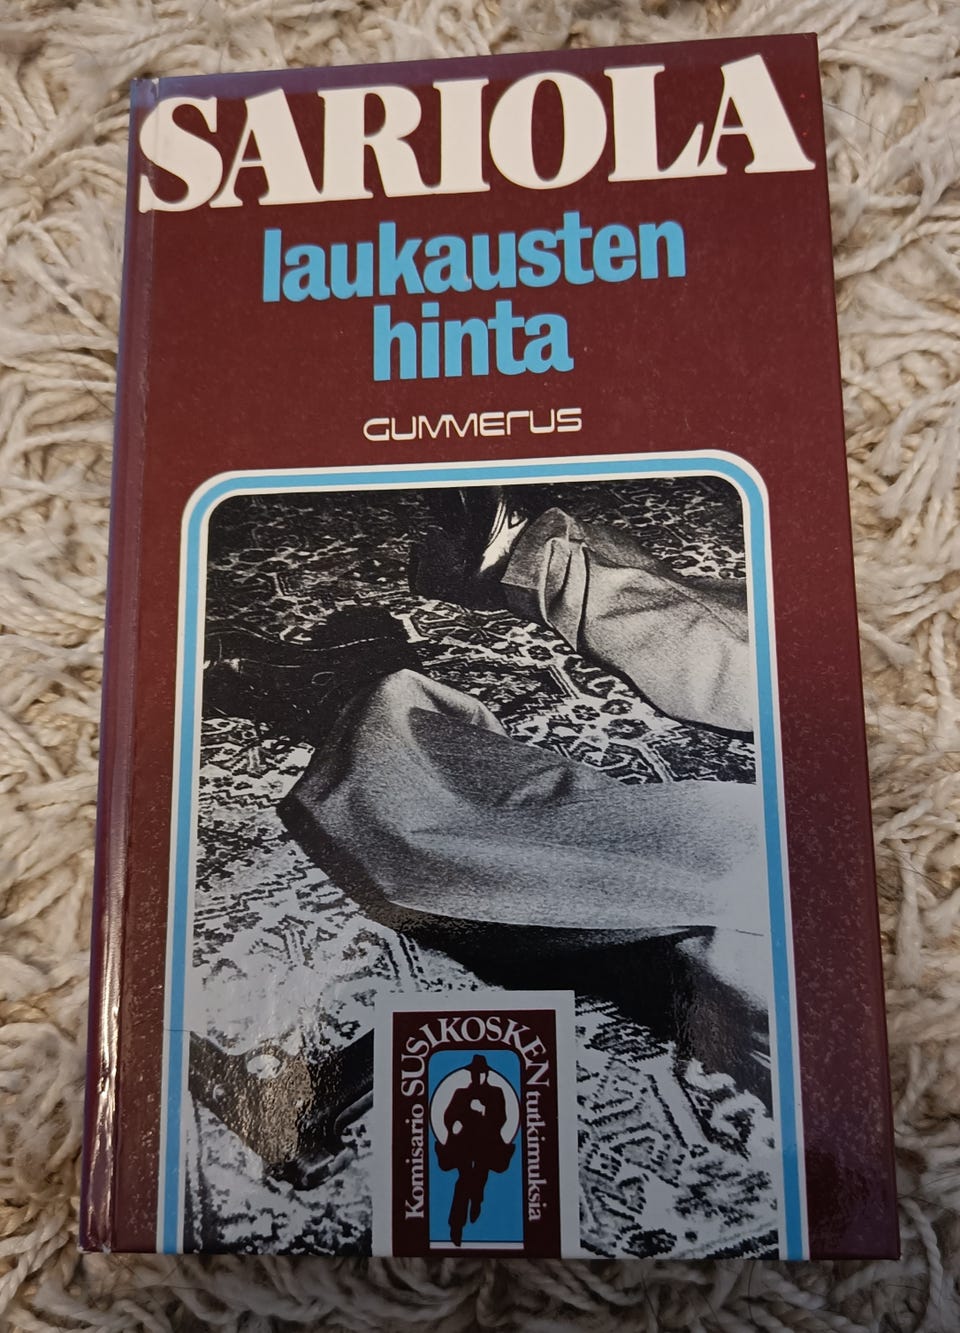 SARIOLA
laukausten
hinta
GUMMERUS
Komisario SUSIKOSKEN tutkimuksia